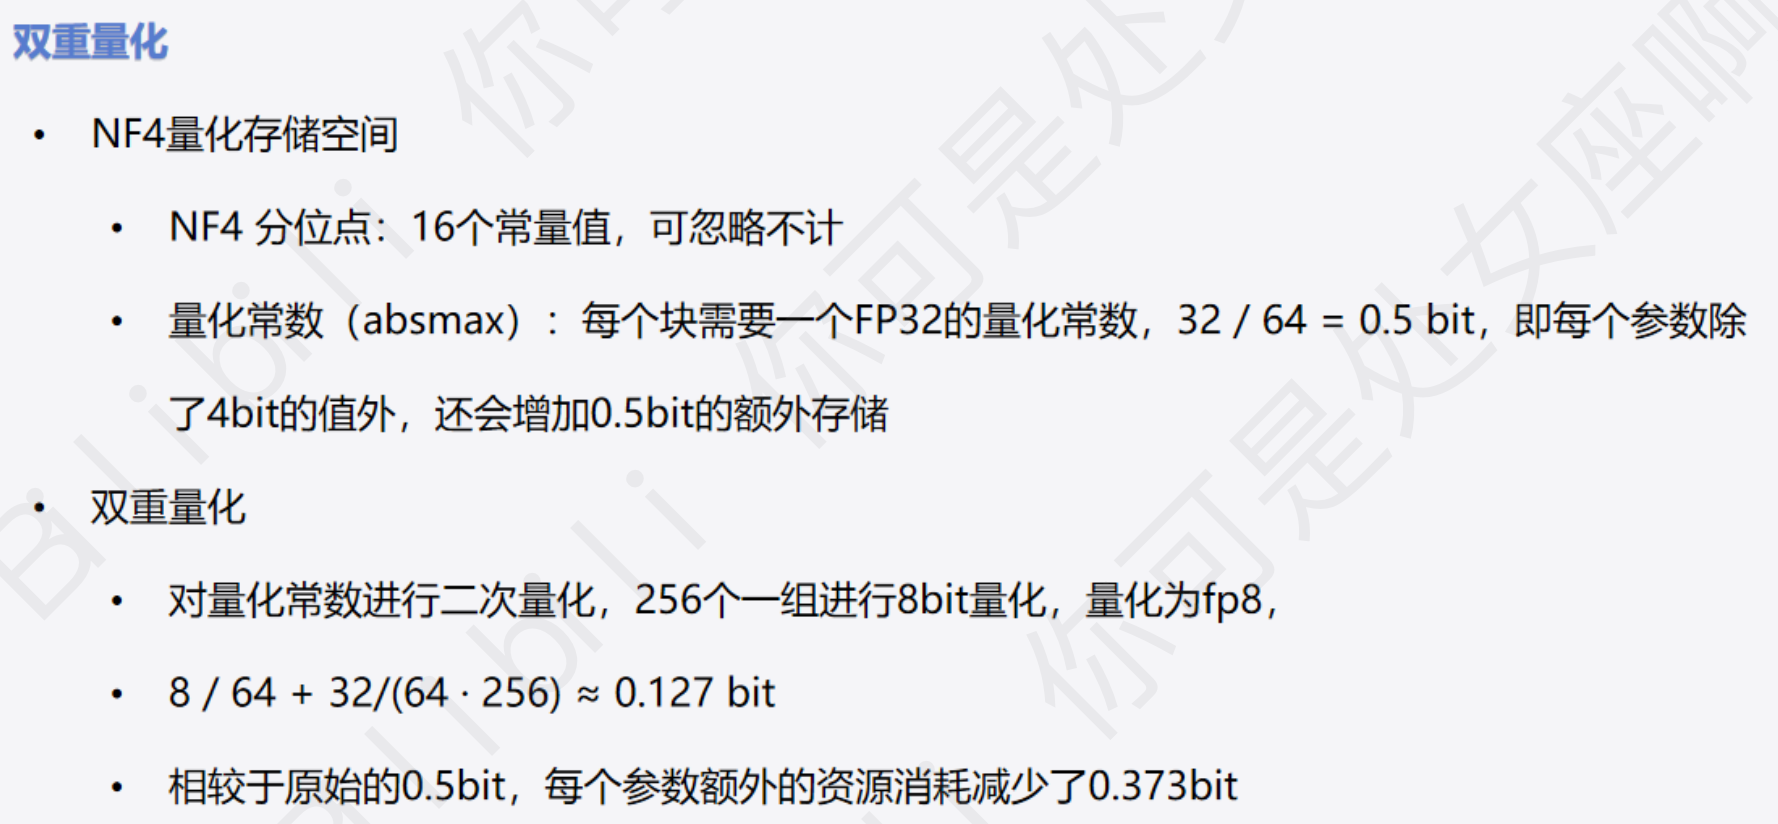 双重量化
• NF4量化存储空间
• NF4 分位点：16个常量值，可忽略不计
• 量化常数（absmax）：每个块需要一个FP32的量化常数，32 / 64 = 0.5 bit，即每个参数除
了4bit的值外，还会增加0.5bit的额外存储
• 双重量化
• 对量化常数进行二次量化，256个一组进行8bit量化，量化为fp8，
• 8 / 64 + 32/(64 · 256) ≈ 0.127 bit
• 相较于原始的0.5bit，每个参数额外的资源消耗减少了0.373bit
Bilibili 你可是处女座啊